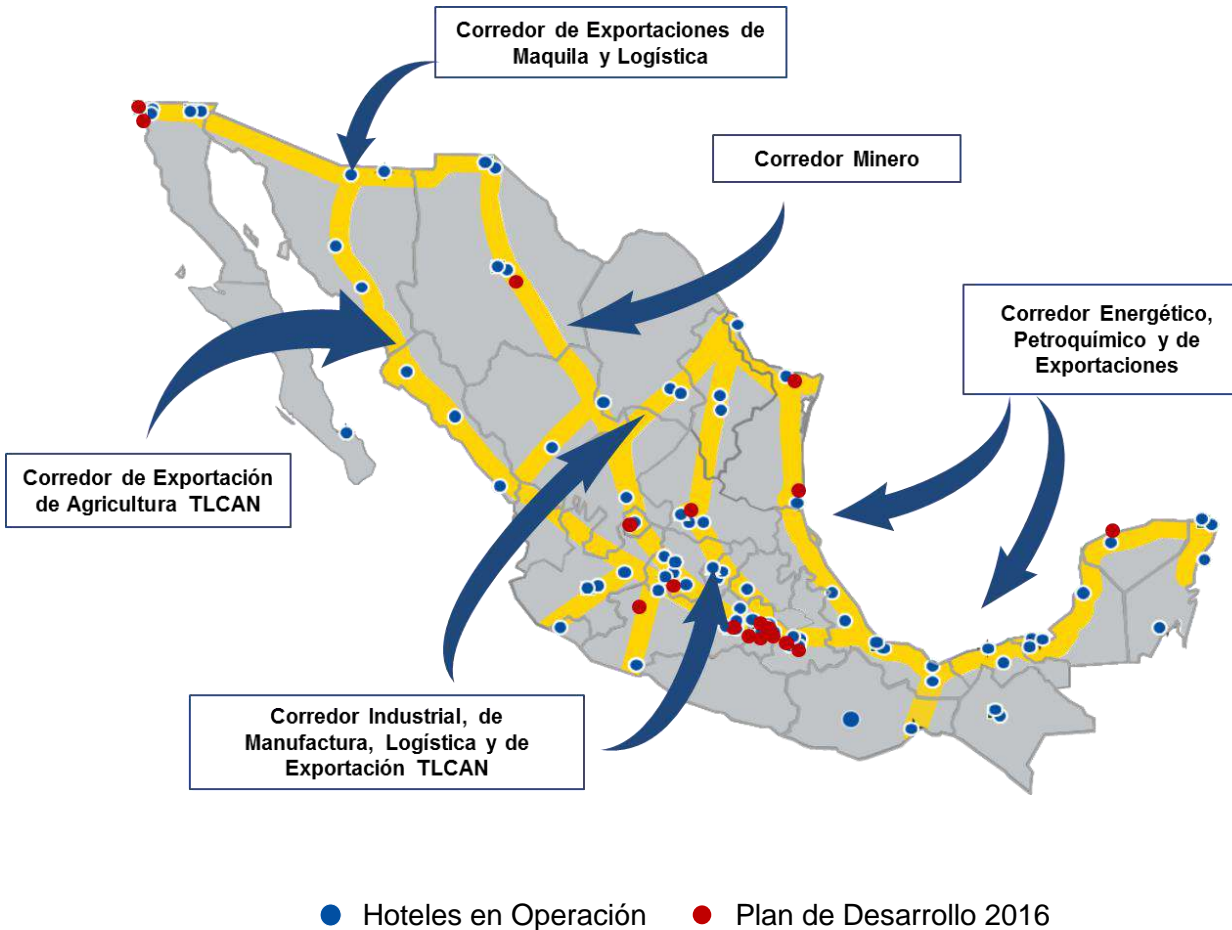 Corredor de Exportaciones de
Maquila y Logística
Corredor Minero
Corredor Energético,
Petroquímico y de
Exportaciones
Corredor de Exportación
de Agricultura TLCAN
Corredor Industrial, de
Manufactura, Logística y de
Exportación TLCAN
Hoteles en Operación
Plan de Desarrollo 2016